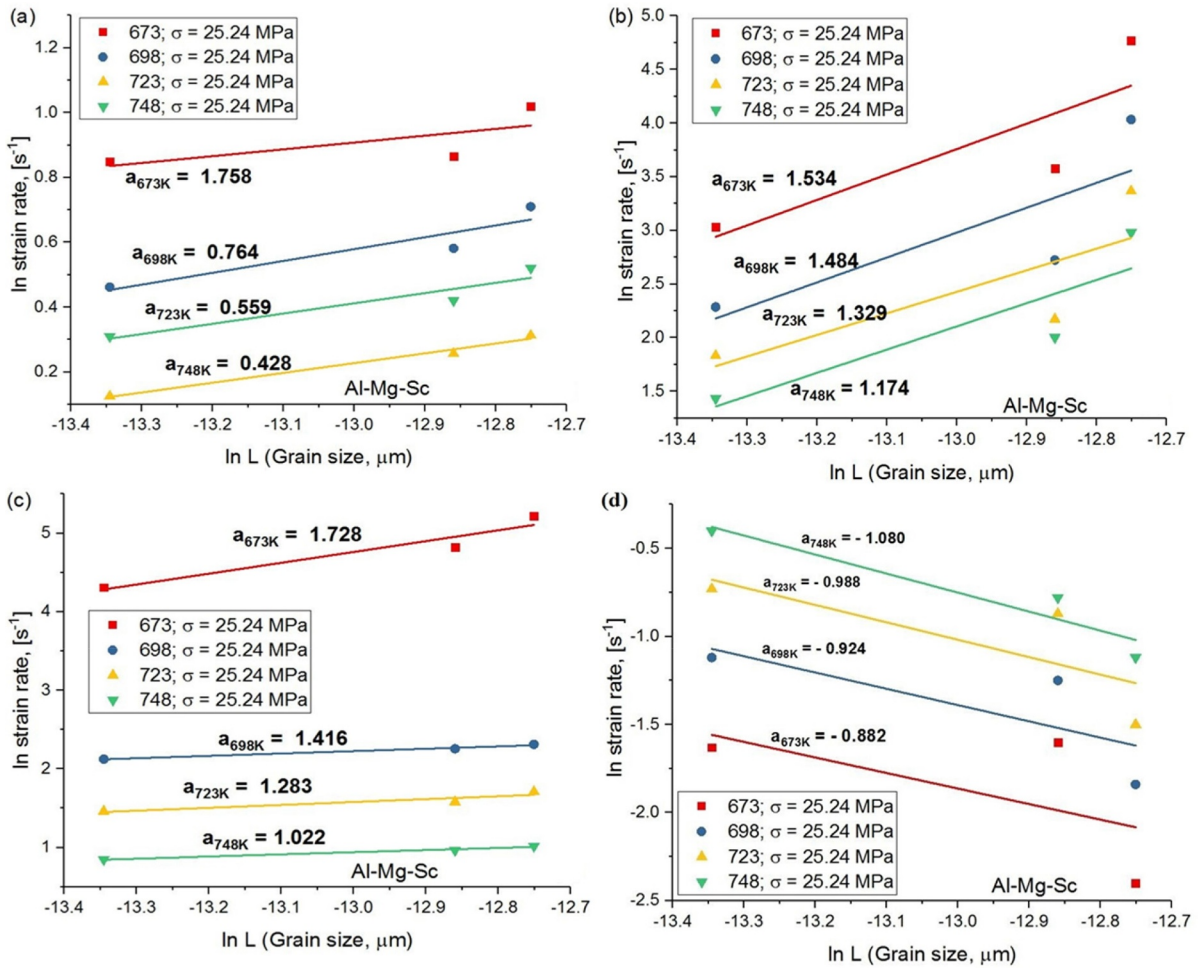 (a)
673; σ = 25.24 MPa
698; σ = 25.24 MPa
723; σ = 25.24 MPa
748; σ = 25.24 MPa
1.0
0.8
0.6
0.4
0.2
ln strain rate, [s-1]
a673K = 1.758
a698K = 0.764
a723K = 0.559
a748K = 0.428
Al-Mg-Sc
-13.4 -13.3 -13.2 -13.1 -13.0 -12.9 -12.8 -12.7
ln L (Grain size, μm)
(b)
673; σ = 25.24 MPa
698; σ = 25.24 MPa
723; σ = 25.24 MPa
748; σ = 25.24 MPa
5.0
4.5
4.0
3.5
3.0
2.5
2.0
1.5
ln strain rate, [s-1]
a673K = 1.534
a698K = 1.484
a723K = 1.329
a748K = 1.174
Al-Mg-Sc
-13.4 -13.3 -13.2 -13.1 -13.0 -12.9 -12.8 -12.7
ln L (Grain size, μm)
(c)
5
4
3
2
1
ln strain rate, [s-1]
a673K = 1.728
673; σ = 25.24 MPa
698; σ = 25.24 MPa
723; σ = 25.24 MPa
748; σ = 25.24 MPa
a698K = 1.416
a723K = 1.283
a748K = 1.022
Al-Mg-Sc
-13.4 -13.3 -13.2 -13.1 -13.0 -12.9 -12.8 -12.7
ln L (Grain size, μm)
(d)
-0.5
-1.0
-1.5
-2.0
-2.5
ln strain rate, [s-1]
a748K = - 1.080
a723K = - 0.988
a698K = - 0.924
a673K = - 0.882
673; σ = 25.24 MPa
698; σ = 25.24 MPa
723; σ = 25.24 MPa
748; σ = 25.24 MPa
Al-Mg-Sc
-13.4 -13.3 -13.2 -13.1 -13.0 -12.9 -12.8 -12.7
ln L (Grain size, μm)